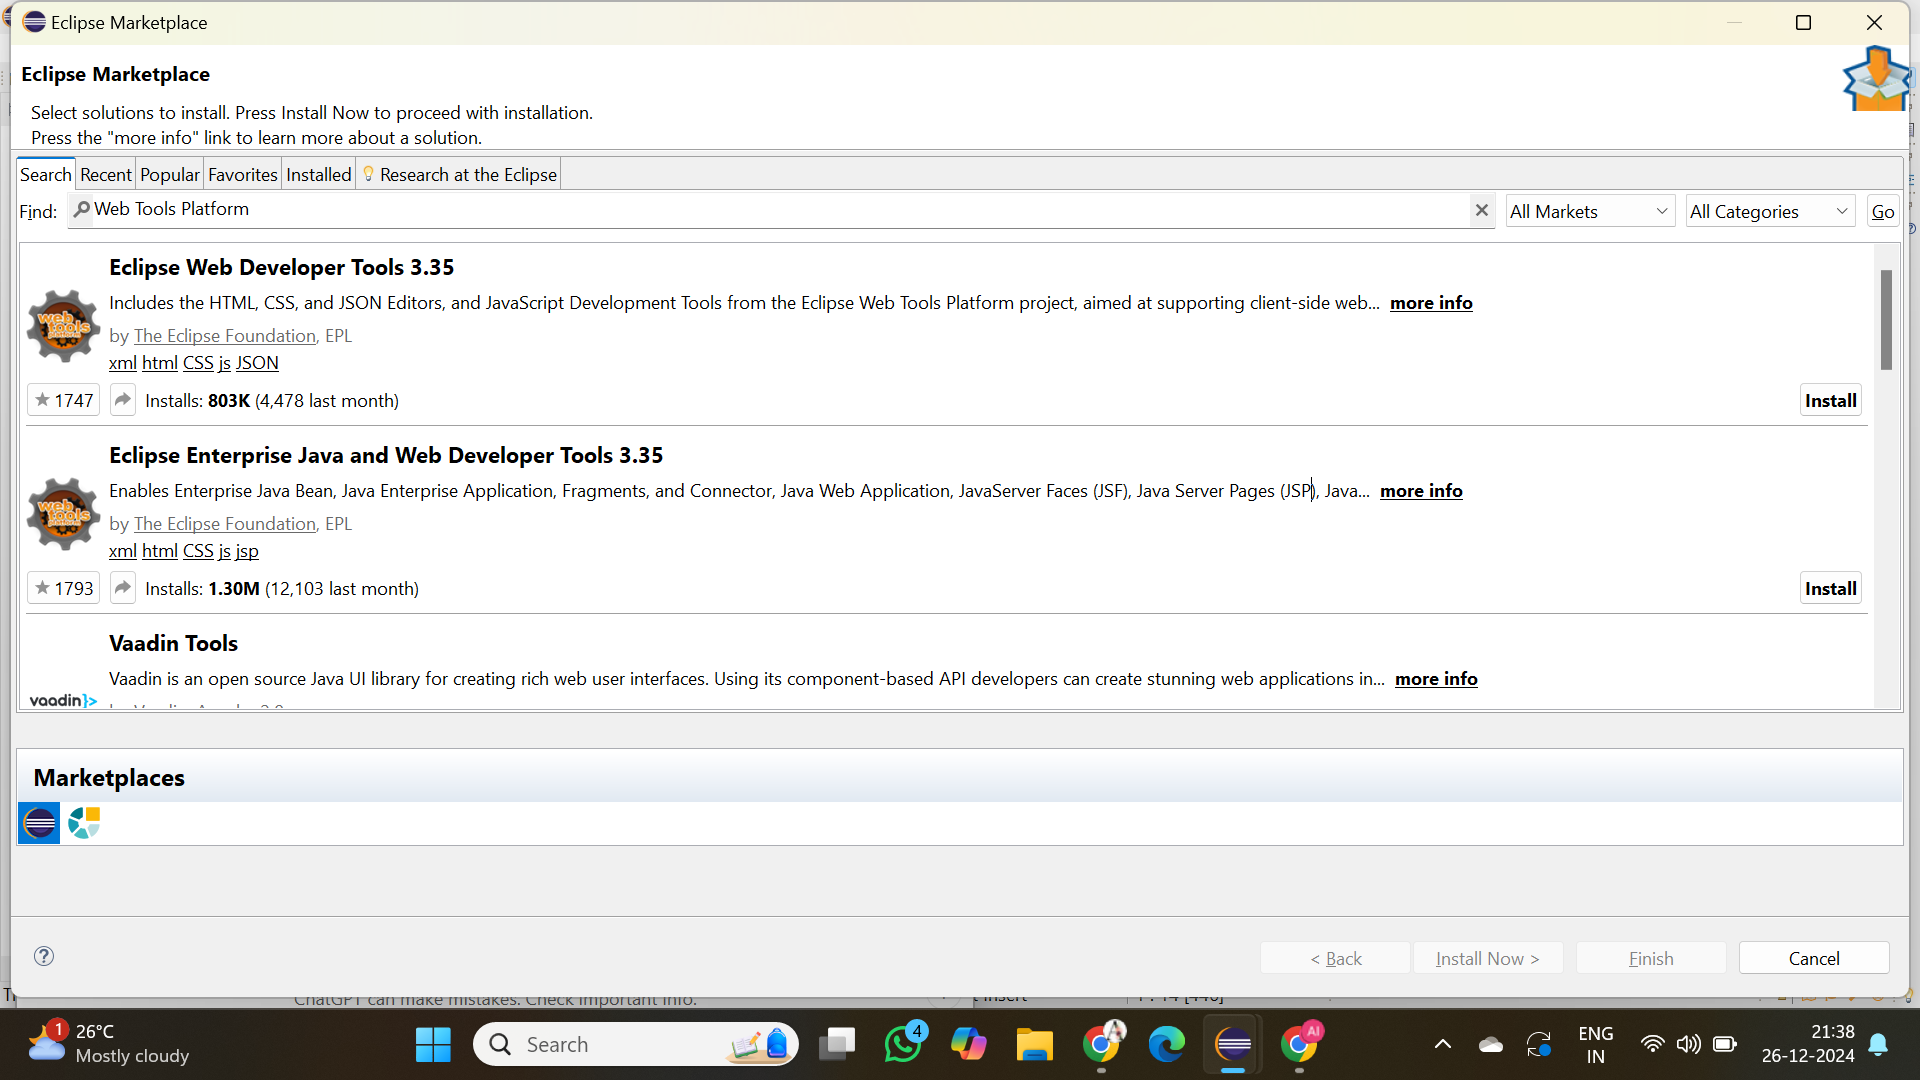 Eclipse Marketplace
Eclipse Marketplace
Select solutions to install. Press Install Now to proceed with installation.
Press the "more info" link to learn more about a solution.
Search Recent Popular Favorites Installed Research at the Eclipse
Find: Web Tools Platform All Markets All Categories Go
Eclipse Web Developer Tools 3.35
Includes the HTML, CSS, and JSON Editors, and JavaScript Development Tools from the Eclipse Web Tools Platform project, aimed at supporting client-side web... more info
web tools platform
by The Eclipse Foundation, EPL
xml html CSS js JSON
1747 Installs: 803K (4,478 last month) Install
Eclipse Enterprise Java and Web Developer Tools 3.35
Enables Enterprise Java Bean, Java Enterprise Application, Fragments, and Connector, Java Web Application, JavaServer Faces (JSF), Java Server Pages (JSP), Java... more info
web tools platform
by The Eclipse Foundation, EPL
xml html CSS js jsp
1793 Installs: 1.30M (12,103 last month) Install
Vaadin Tools
Vaadin is an open source Java UI library for creating rich web user interfaces. Using its component-based API developers can create stunning web applications in... more info
vaadin}>
Marketplaces
< Back Install Now > Finish Cancel
ChatGPT can make mistakes. Check important info.
1 26°C
Mostly cloudy
Search
4
A
AI
ENG
IN
21:38
26-12-2024